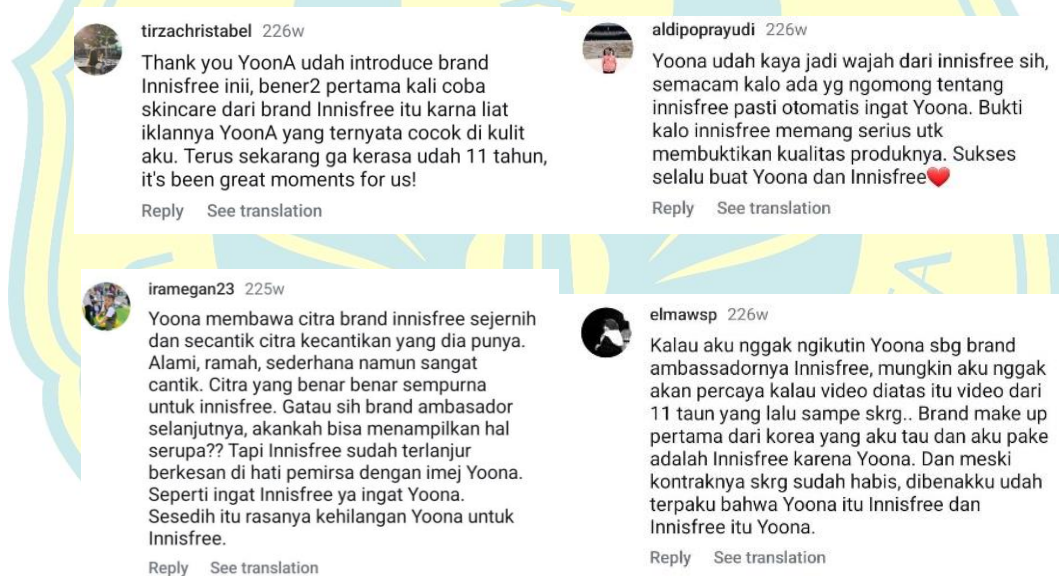 tirzachristabel 226w
Thank you YoonA udah introduce brand
Innisfree inii, bener2 pertama kali coba
skincare dari brand Innisfree itu karna liat
iklannya YoonA yang ternyata cocok di kulit
aku. Terus sekarang ga kerasa udah 11 tahun,
it's been great moments for us!
Reply See translation
aldipoprayudi 226w
Yoona udah kaya jadi wajah dari innisfree sih,
semacam kalo ada yg ngomong tentang
innisfree pasti otomatis ingat Yoona. Bukti
kalo innisfree memang serius utk
membuktikan kualitas produknya. Sukses
selalu buat Yoona dan Innisfree❤️
Reply See translation
iramegan23 225w
Yoona membawa citra brand innisfree sejernih
dan secantik citra kecantikan yang dia punya.
Alami, ramah, sederhana namun sangat
cantik. Citra yang benar benar sempurna
untuk innisfree. Gatau sih brand ambasador
selanjutnya, akankah bisa menampilkan hal
serupa?? Tapi Innisfree sudah terlanjur
berkesan di hati pemirsa dengan imej Yoona.
Seperti ingat Innisfree ya ingat Yoona.
Sesedih itu rasanya kehilangan Yoona untuk
Innisfree.
Reply See translation
elmawsp 226w
Kalau aku nggak ngikutin Yoona sbg brand
ambassadornya Innisfree, mungkin aku nggak
akan percaya kalau video diatas itu video dari
11 taun yang lalu sampe skrg.. Brand make up
pertama dari korea yang aku tau dan aku pake
adalah Innisfree karena Yoona. Dan meski
kontraknya skrg sudah habis, dibenakku udah
terpaku bahwa Yoona itu Innisfree dan
Innisfree itu Yoona.
Reply See translation